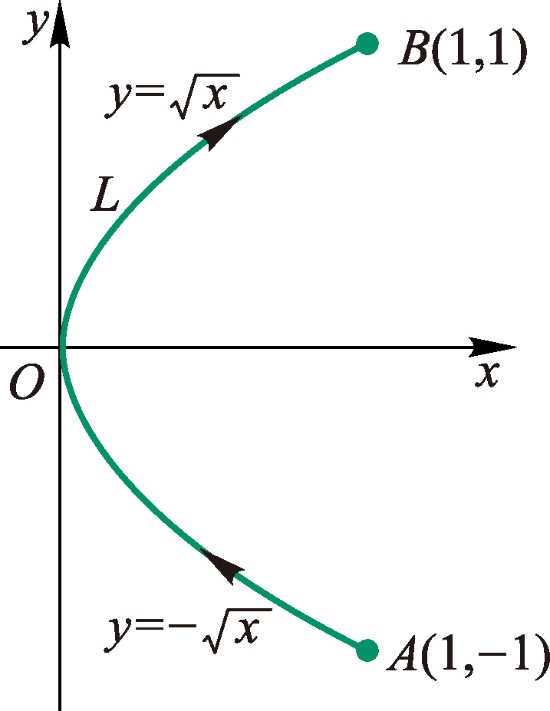 y
B(1,1)
y=√x
L
O
x
y=−√x
A(1,−1)